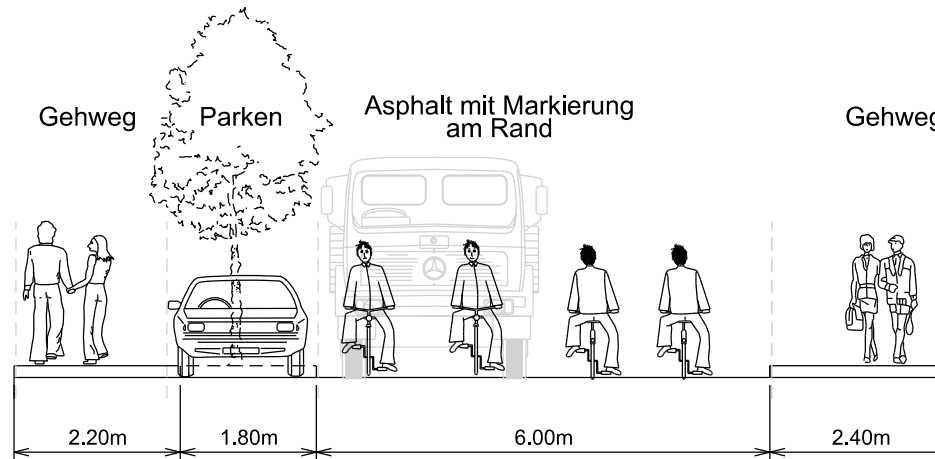 Gehweg
Parken
Asphalt mit Markierung
am Rand
Gehweg
2.20m
1.80m
6.00m
2.40m